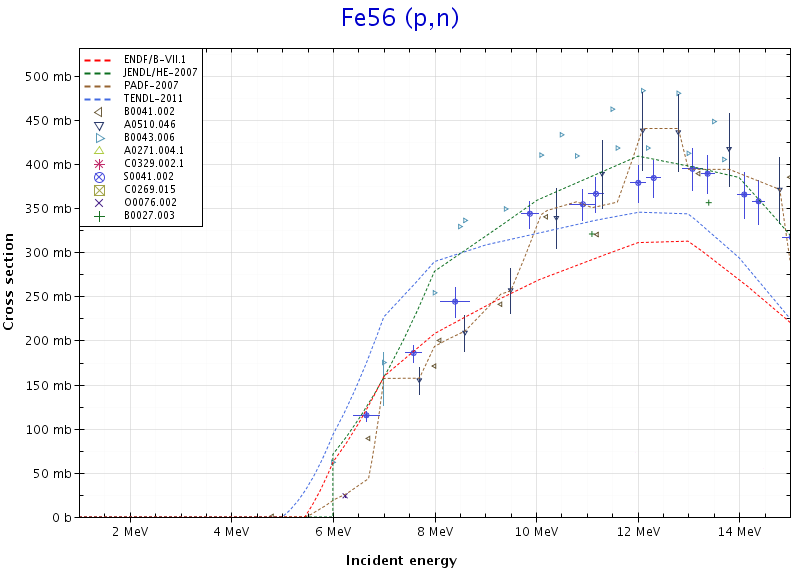 Fe56 (p,n)
ENDF/B-VII.1
JENDL/HE-2007
PADF-2007
TENDL-2011
B0041.002
A0510.046
B0043.006
A0271.004.1
C0329.002.1
S0041.002
C0269.015
O0076.002
B0027.003
500 mb
450 mb
400 mb
350 mb
300 mb
250 mb
200 mb
150 mb
100 mb
50 mb
0 b
Cross section
2 MeV 4 MeV 6 MeV 8 MeV 10 MeV 12 MeV 14 MeV
Incident energy